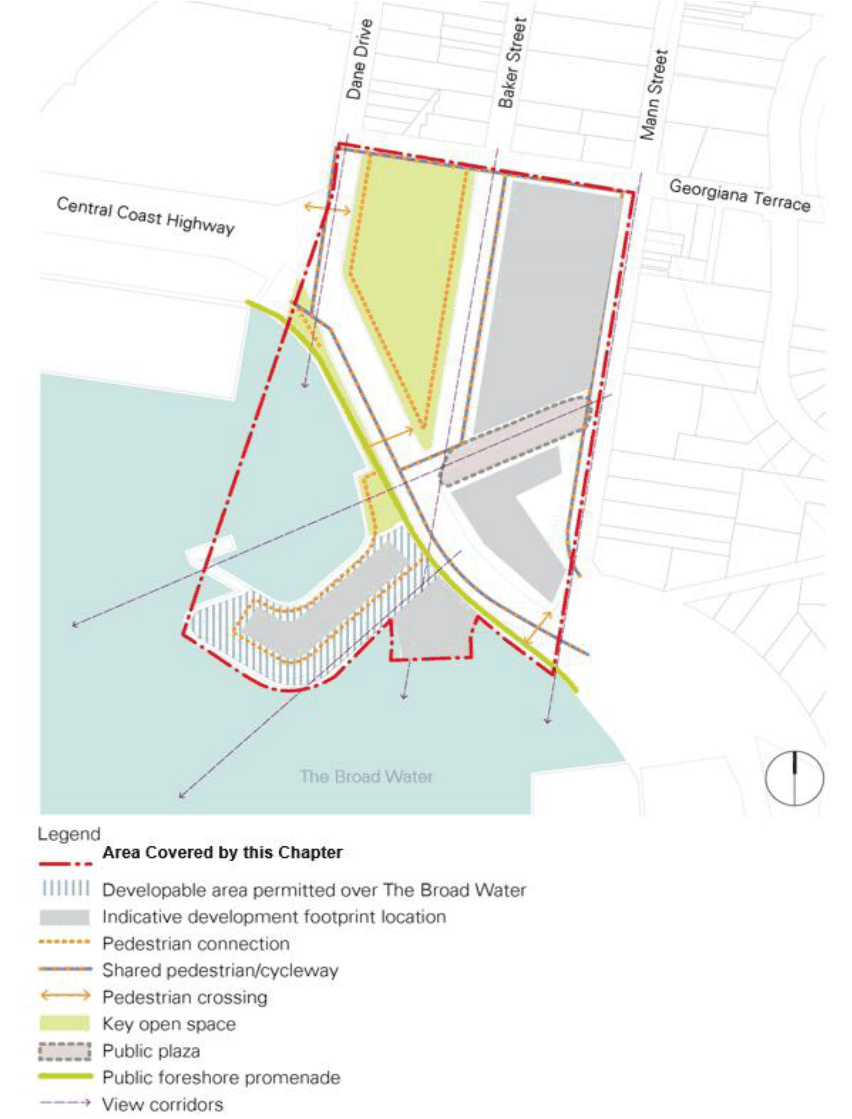 Dane Drive
Baker Street
Mann Street
Georgiana Terrace
Central Coast Highway
The Broad Water
Legend
Area Covered by this Chapter
Developable area permitted over The Broad Water
Indicative development footprint location
Pedestrian connection
Shared pedestrian/cycleway
Pedestrian crossing
Key open space
Public plaza
Public foreshore promenade
View corridors